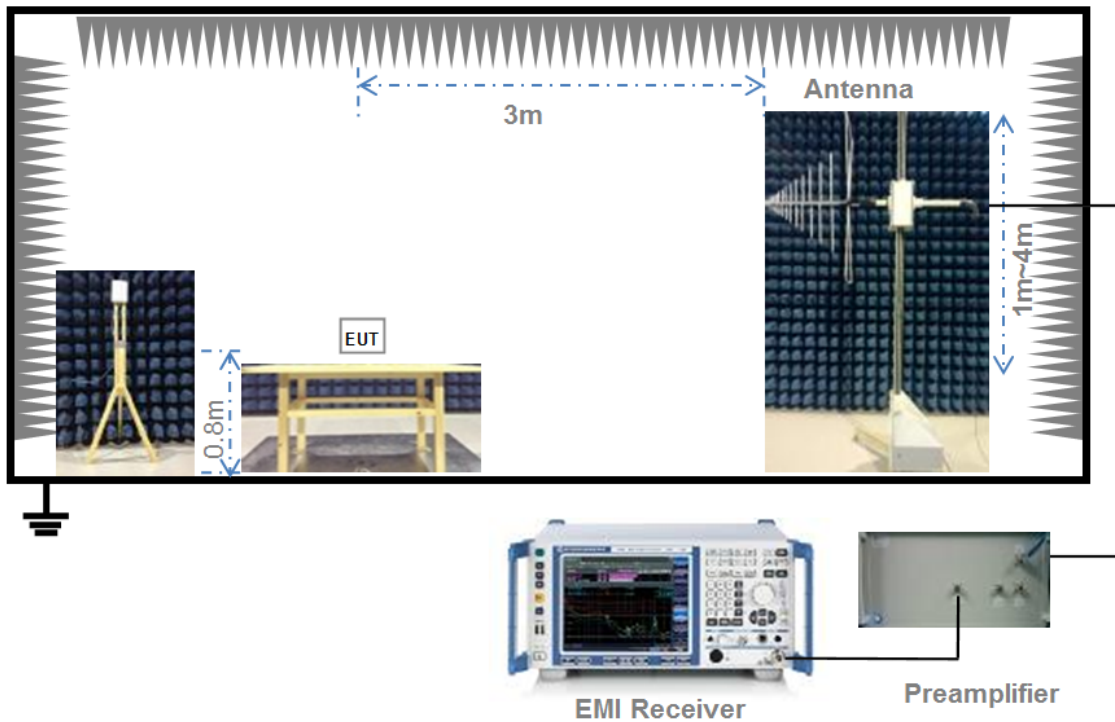 Antenna
3m
1m~4m
EUT
0.8m
EMI Receiver
Preamplifier